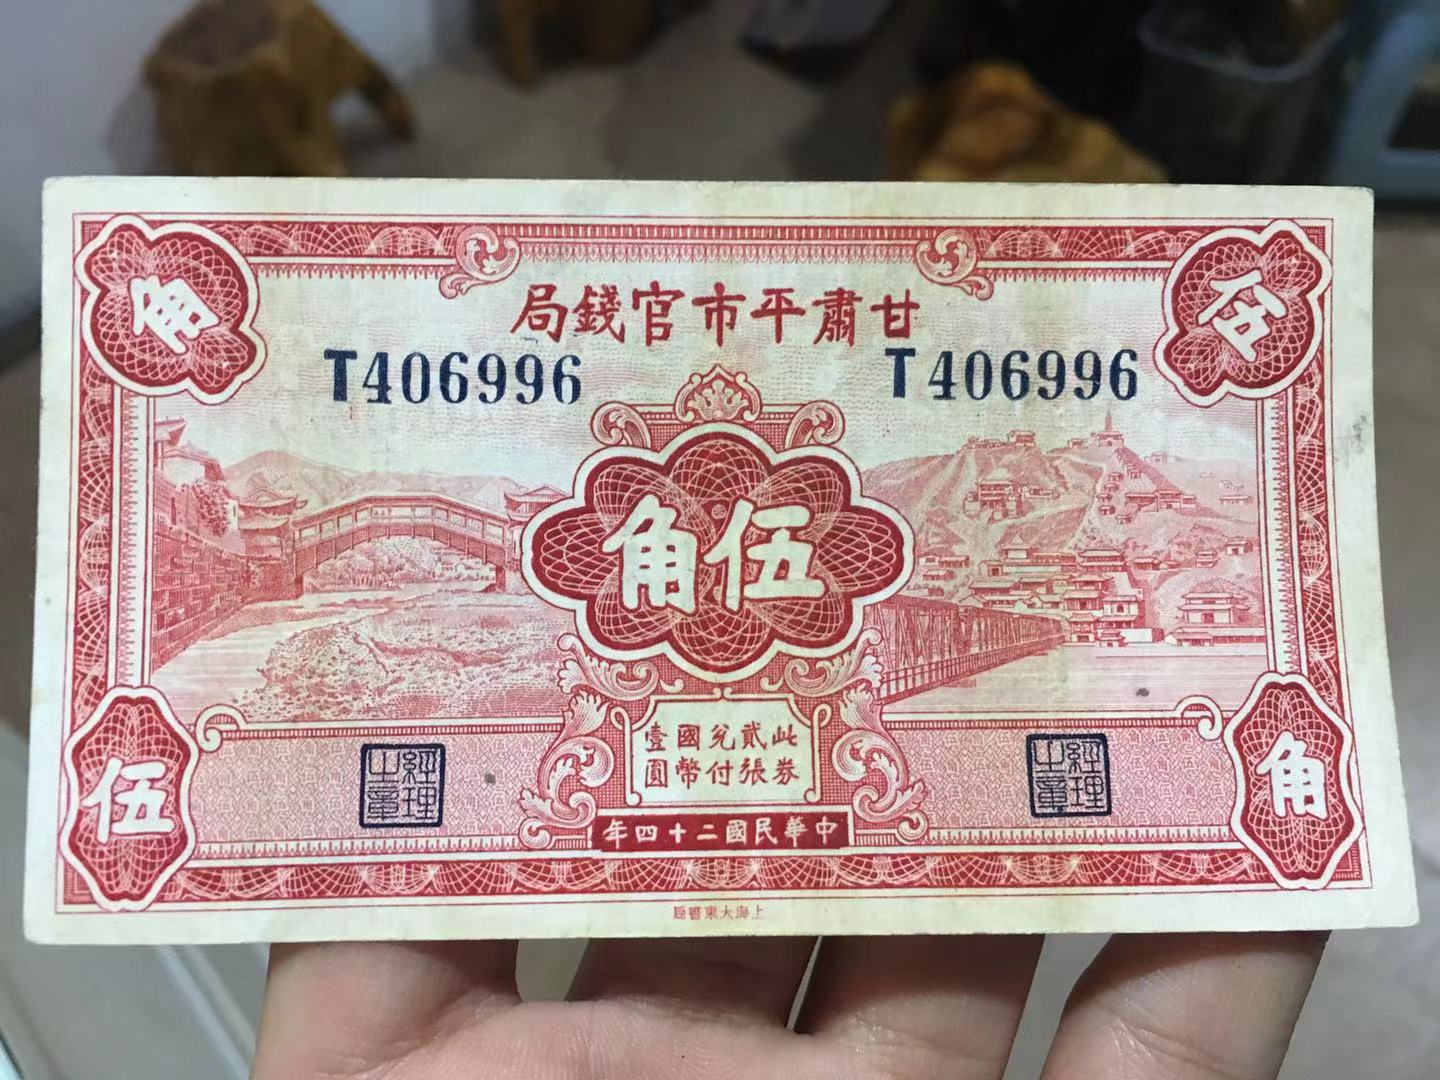 甘肅平市官錢局
伍
角
T406996
T406996
伍角
此券
貳張
兌付
國幣
壹圓
經理
之章
經理
之章
伍
角
中華民國二十四年
上海大東書局